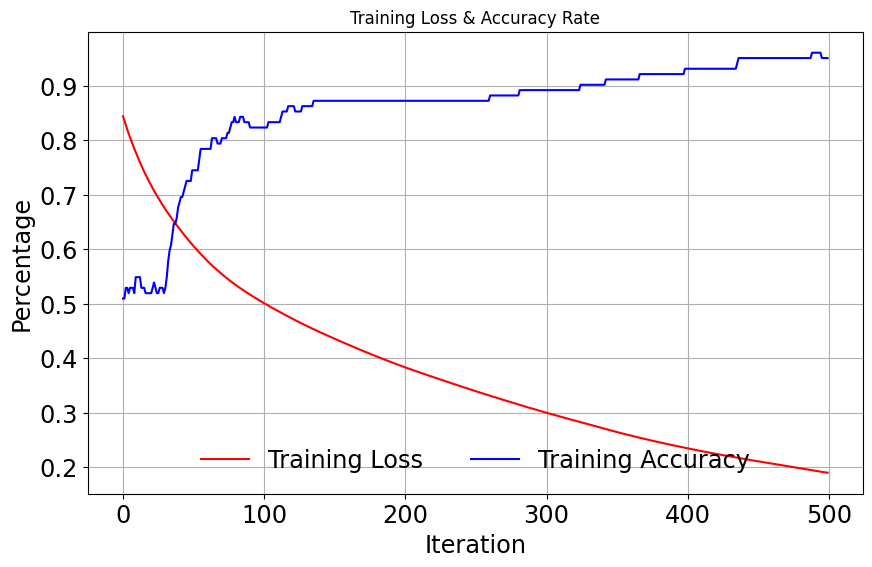 Training Loss & Accuracy Rate
Percentage
0.9
0.8
0.7
0.6
0.5
0.4
0.3
0.2
Training Loss Training Accuracy
0 100 200 300 400 500
Iteration